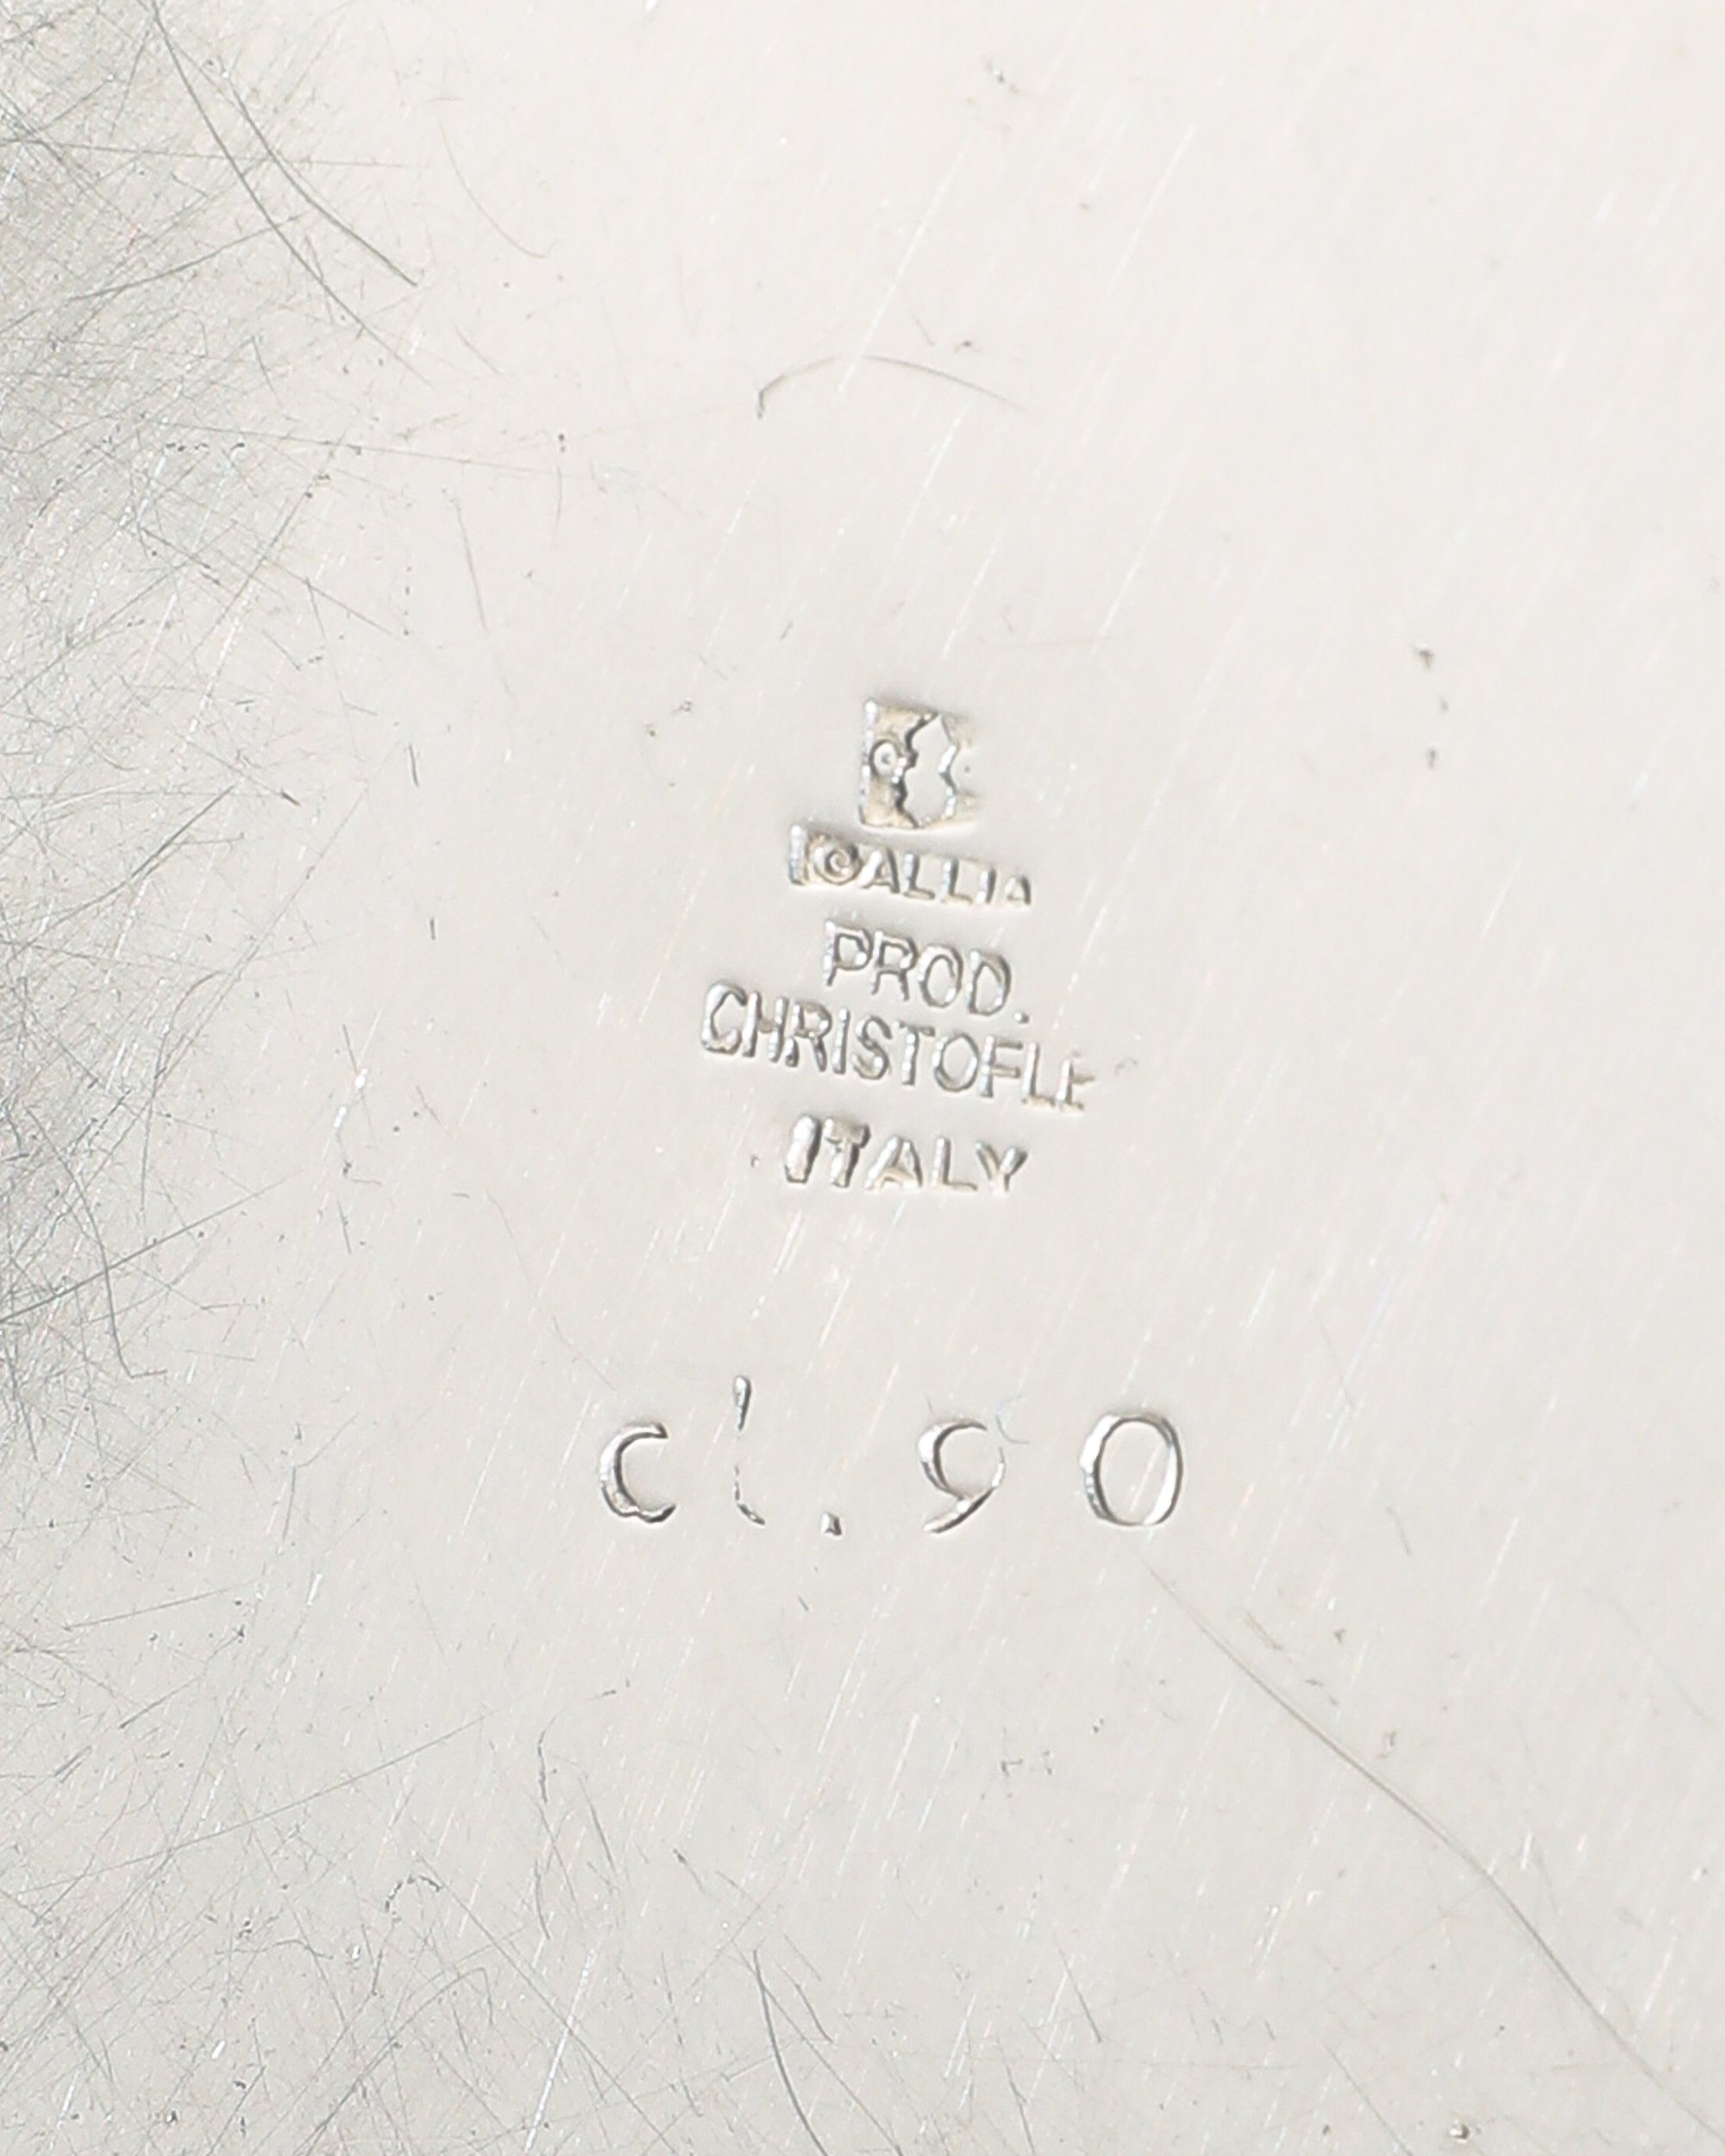 GALLIA
PROD.
CHRISTOFLE
ITALY
cl. 90